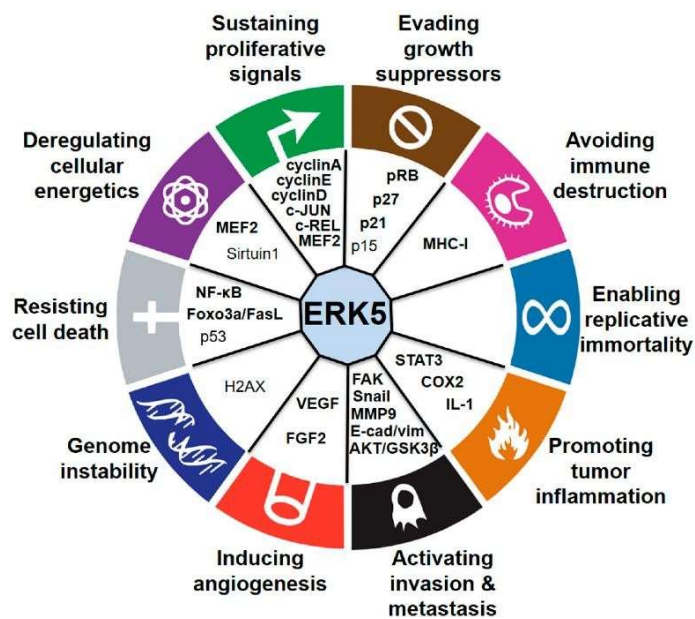 Sustaining
proliferative
signals
Evading
growth
suppressors
Deregulating
cellular
energetics
Avoiding
immune
destruction
cyclinA
cyclinE
cyclinD
c-JUN
c-REL
MEF2
pRB
p27
p21
p15
MEF2
Sirtuin1
MHC-I
Resisting
cell death
NF-κB
Foxo3a/FasL
p53
ERK5
Enabling
replicative
immortality
H2AX
VEGF
FGF2
FAK
Snail
MMP9
E-cad/vim
AKT/GSK3β
STAT3
COX2
IL-1
Genome
instability
Promoting
tumor
inflammation
Inducing
angiogenesis
Activating
invasion &
metastasis